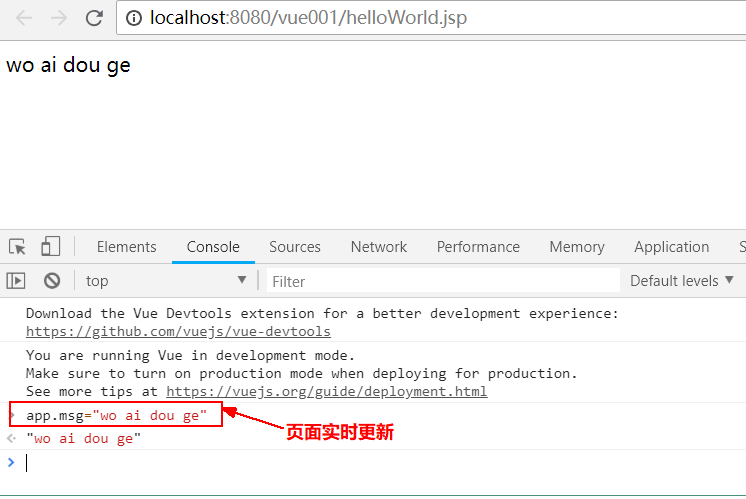 localhost:8080/vue001/helloWorld.jsp
wo ai dou ge
Elements Console Sources Network Performance Memory Application S
top Filter Default levels
Download the Vue Devtools extension for a better development experience:
https://github.com/vuejs/vue-devtools
You are running Vue in development mode.
Make sure to turn on production mode when deploying for production.
See more tips at https://vuejs.org/guide/deployment.html
app.msg="wo ai dou ge"
页面实时更新
"wo ai dou ge"